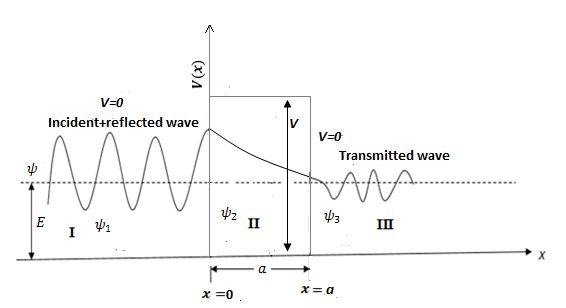 V(x)
V=0
Incident+reflected wave
V
V=0
Transmitted wave
ψ
E
I
ψ1
ψ2
II
ψ3
III
X
a
x =0
x = a